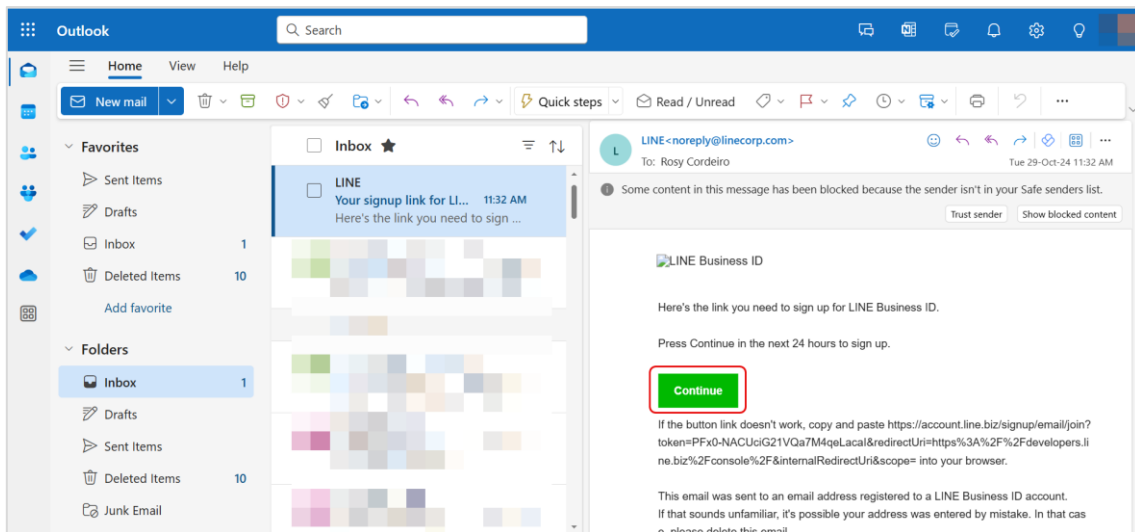 Outlook
Search
Home View Help
New mail
Quick steps
Read / Unread
Favorites
Sent Items
Drafts
Inbox 1
Deleted Items 10
Add favorite
Folders
Inbox 1
Drafts
Sent Items
Deleted Items 10
Junk Email
Inbox
LINE
Your signup link for LI... 11:32 AM
Here's the link you need to sign ...
L
LINE<noreply@linecorp.com>
To: Rosy Cordeiro
Tue 29-Oct-24 11:32 AM
Some content in this message has been blocked because the sender isn't in your Safe senders list.
Trust sender Show blocked content
LINE Business ID
Here's the link you need to sign up for LINE Business ID.
Press Continue in the next 24 hours to sign up.
Continue
If the button link doesn't work, copy and paste https://account.line.biz/signup/email/join?
token=PFx0-NACUciG21VQa7M4qeLacaI&redirectUri=https%3A%2F%2Fdevelopers.li
ne.biz%2Fconsole%2F&internalRedirectUri&scope= into your browser.
This email was sent to an email address registered to a LINE Business ID account.
If that sounds unfamiliar, it's possible your address was entered by mistake. In that cas
e, please delete this email.